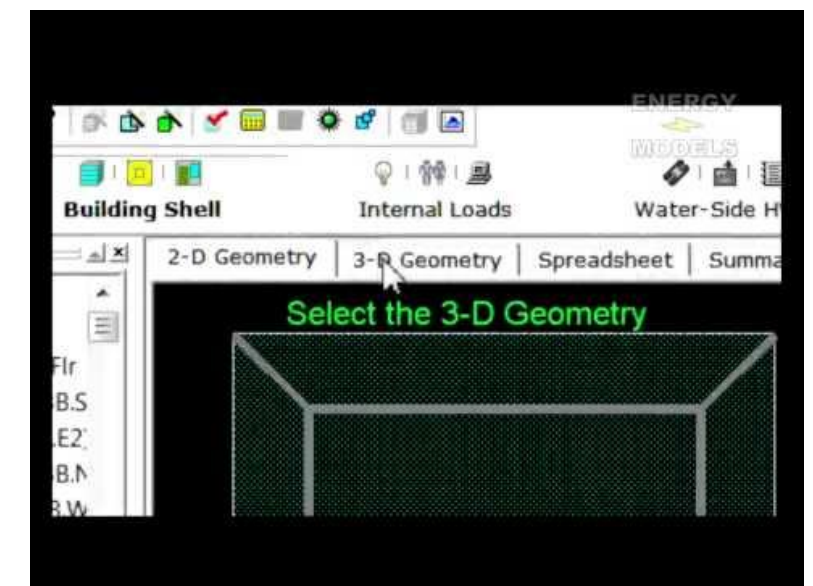 ENERGY
MODELS
Building Shell
Internal Loads
Water-Side H
2-D Geometry
3-D Geometry
Spreadsheet
Summa
Select the 3-D Geometry
Flr
B.S
.E2
B.N
B.W